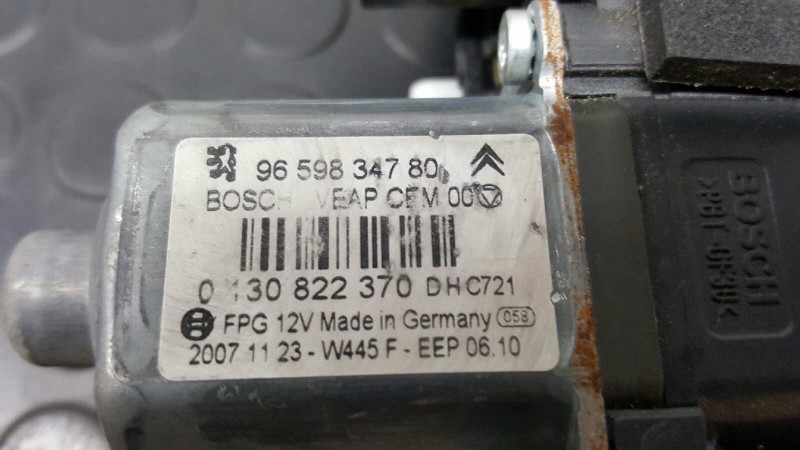 96 598 347 80
BOSCH VEAP CFM 00
0 130 822 370 DHC721
FPG 12V Made in Germany 058
2007 11 23 - W445 F - EEP 06.10
BOSCH